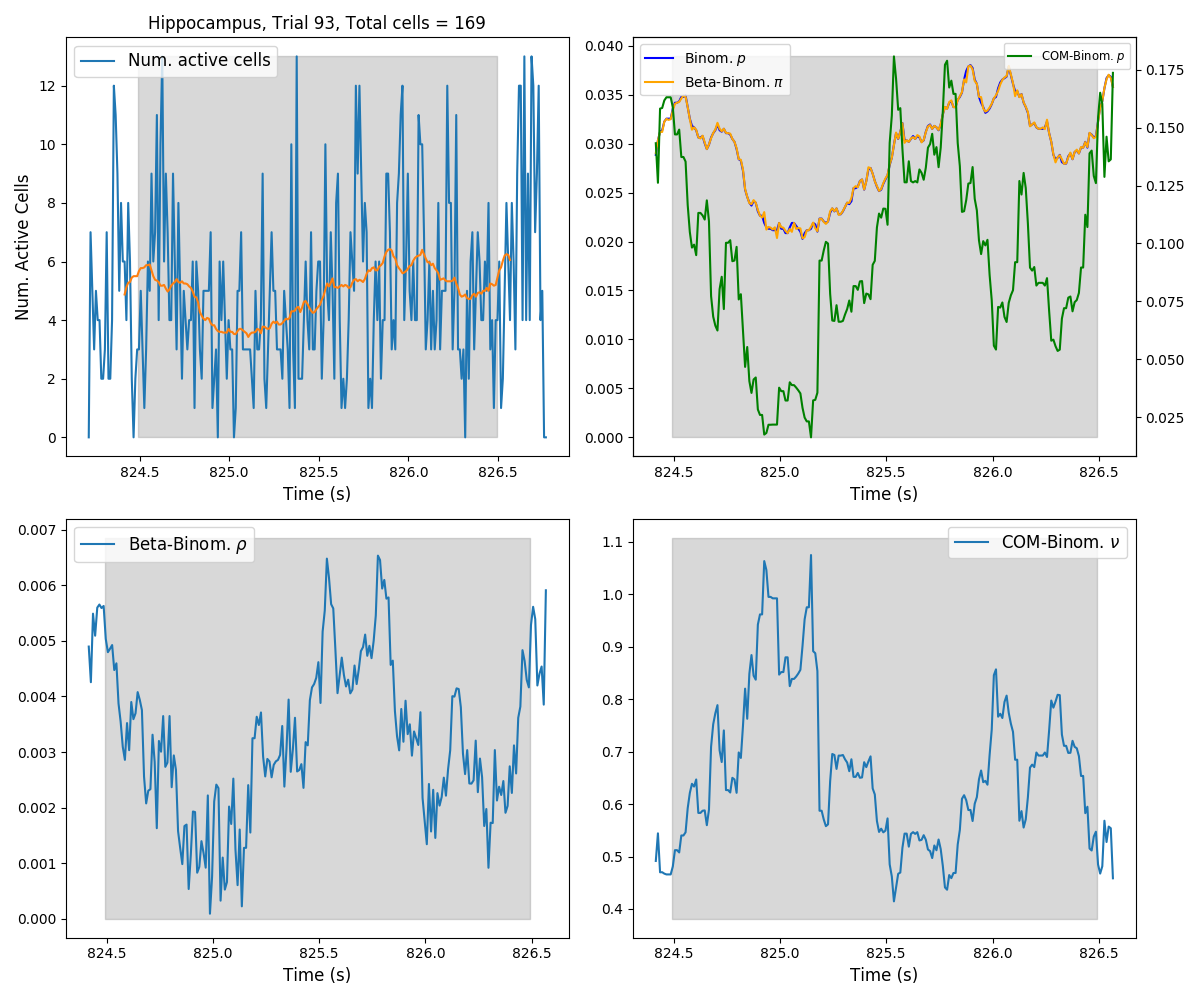 Hippocampus, Trial 93, Total cells = 169
Num. active cells
Num. Active Cells
12
10
8
6
4
2
0
824.5 825.0 825.5 826.0 826.5
Time (s)
Binom. p
Beta-Binom. π
COM-Binom. p
0.040
0.035
0.030
0.025
0.020
0.015
0.010
0.005
0.000
0.175
0.150
0.125
0.100
0.075
0.050
0.025
824.5 825.0 825.5 826.0 826.5
Time (s)
Beta-Binom. ρ
0.007
0.006
0.005
0.004
0.003
0.002
0.001
0.000
824.5 825.0 825.5 826.0 826.5
Time (s)
COM-Binom. ν
1.1
1.0
0.9
0.8
0.7
0.6
0.5
0.4
824.5 825.0 825.5 826.0 826.5
Time (s)